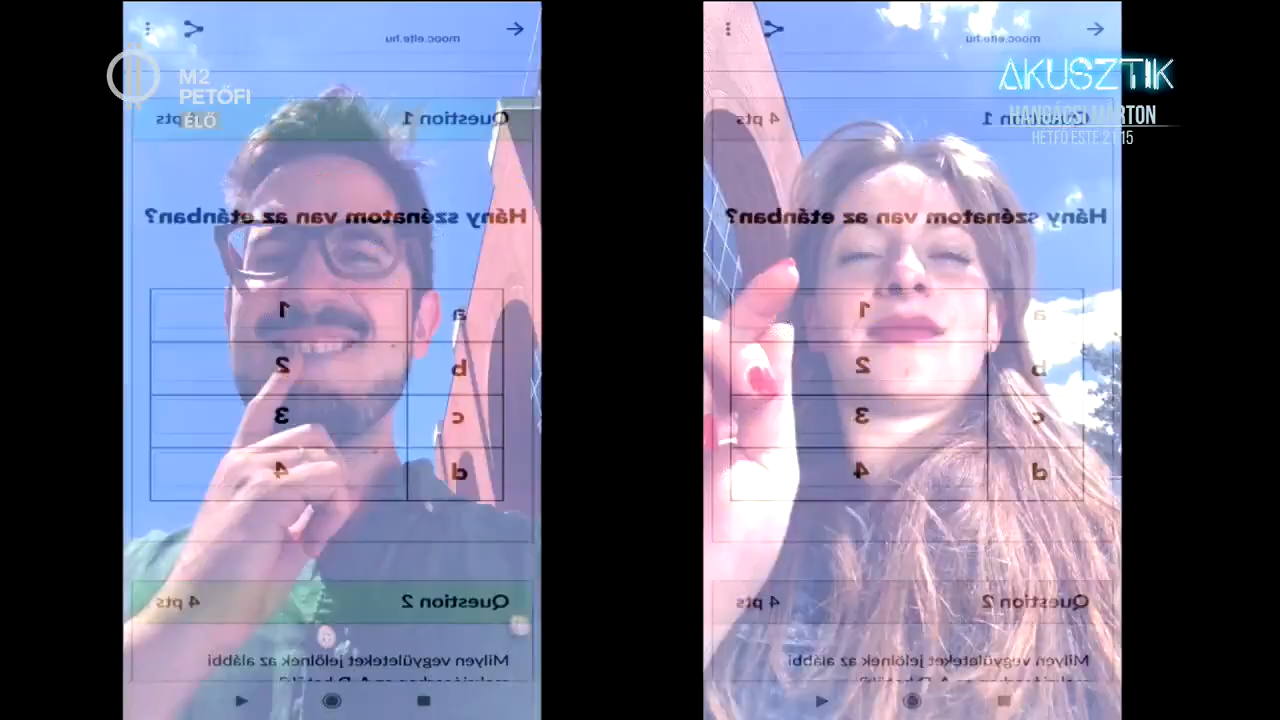 M2
PETŐFI
ÉLŐ
mooc.elte.hu
Question 1
4 pts
Hány szénatom van az etánban?
a 1
b 2
c 3
d 4
Question 2
4 pts
Milyen vegyületeket jelölnek az alábbi
AKUSZTIK
HANGÁCSI MÁRTON
HÉTFŐ ESTE 21:15
mooc.elte.hu
Question 1
4 pts
Hány szénatom van az etánban?
a 1
b 2
c 3
d 4
Question 2
4 pts
Milyen vegyületeket jelölnek az alábbi